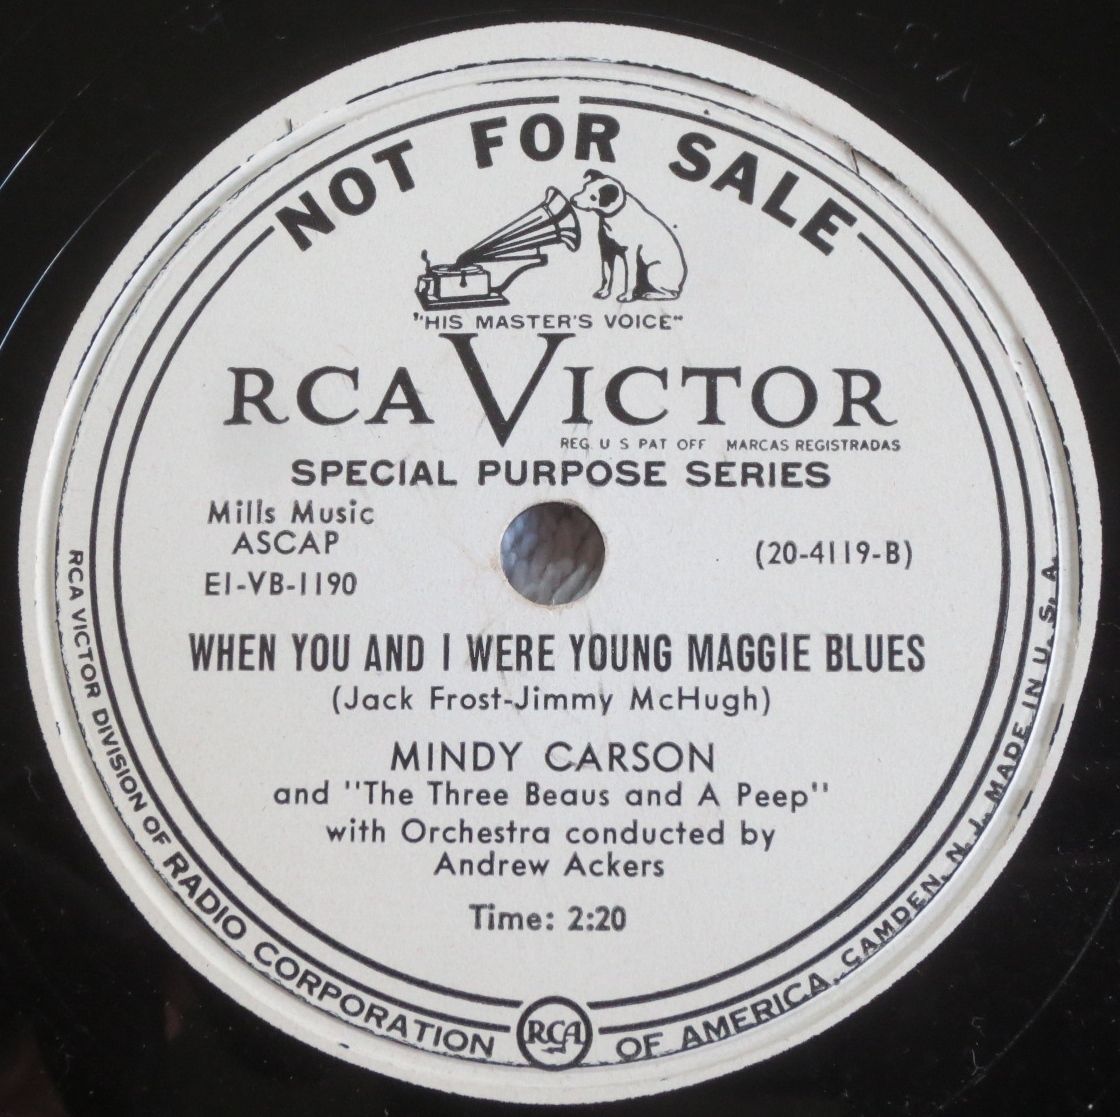 NOT FOR SALE
"HIS MASTER'S VOICE"
RCA VICTOR
REG. U S PAT OFF MARCAS REGISTRADAS
SPECIAL PURPOSE SERIES
Mills Music
ASCAP
E1-VB-1190
(20-4119-B)
WHEN YOU AND I WERE YOUNG MAGGIE BLUES
(Jack Frost-Jimmy McHugh)
MINDY CARSON
and "The Three Beaus and A Peep"
with Orchestra conducted by
Andrew Ackers
Time: 2:20
RCA VICTOR DIVISION OF RADIO CORPORATION OF AMERICA, CAMDEN, N. J. MADE IN U. S. A.
RCA